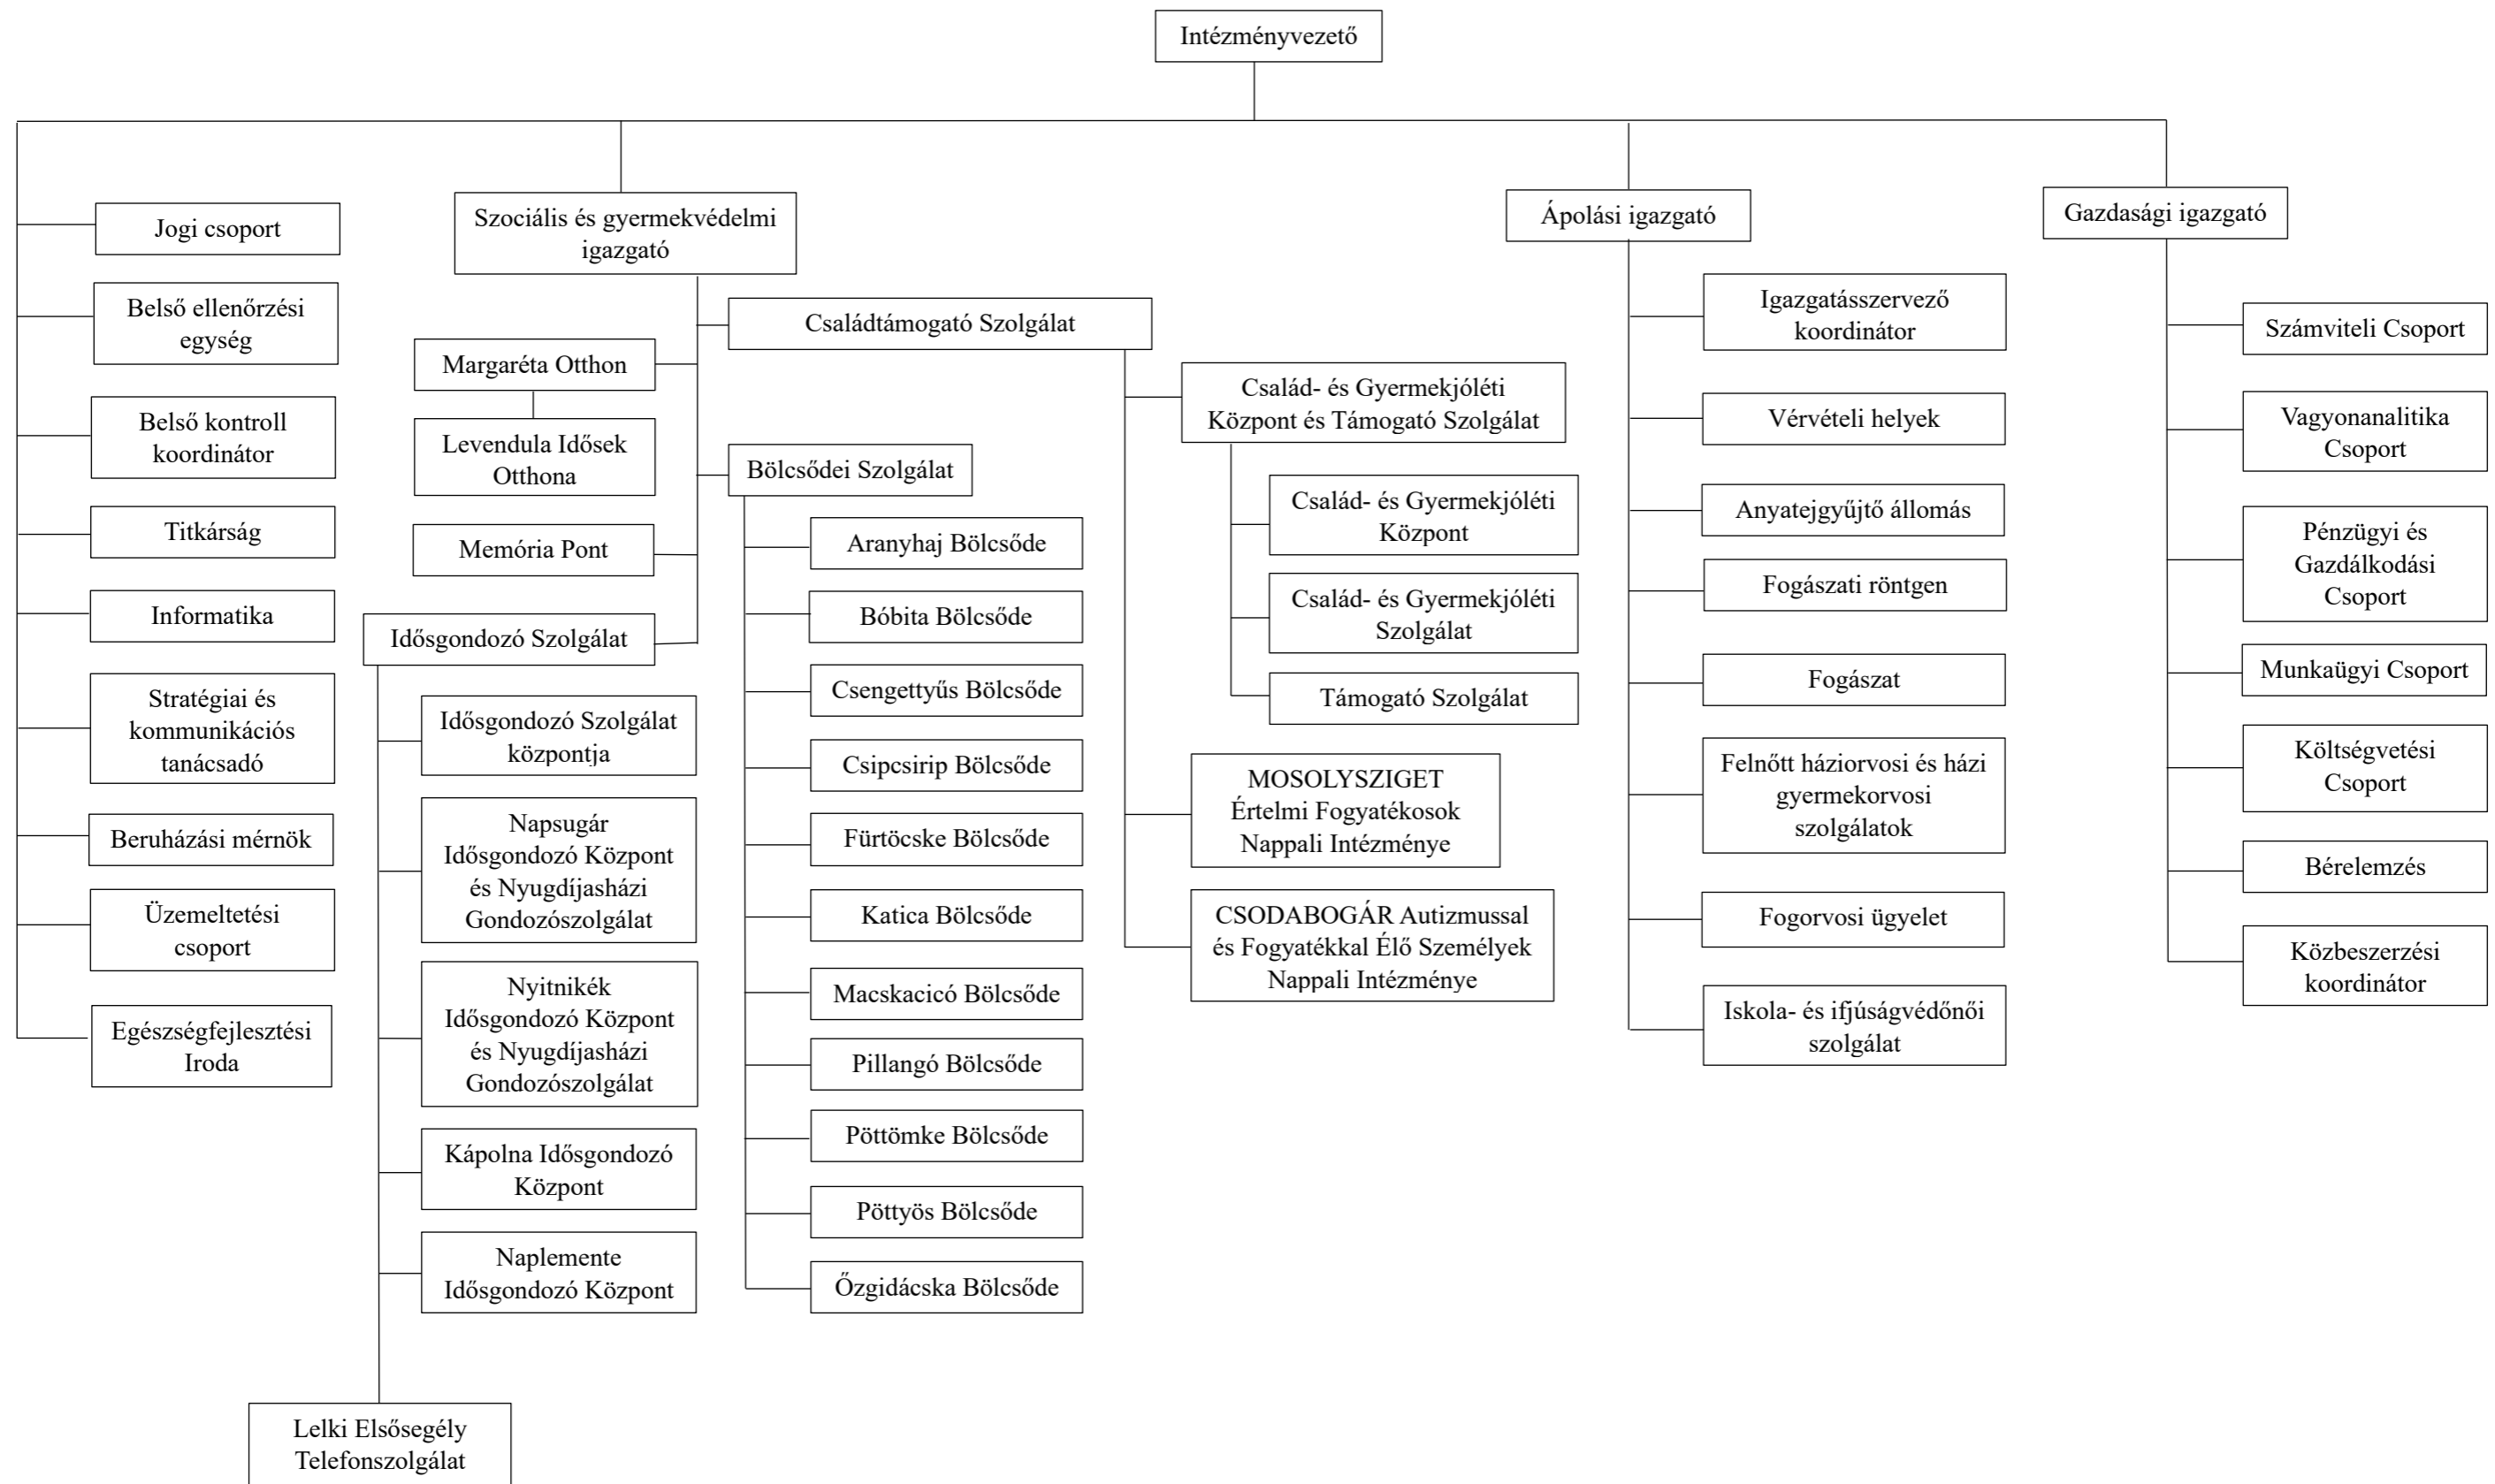 Intézményvezető
Jogi csoport
Belső ellenőrzési
egység
Belső kontroll
koordinátor
Titkárság
Informatika
Stratégiai és
kommunikációs
tanácsadó
Beruházási mérnök
Üzemeltetési
csoport
Egészségfejlesztési
Iroda
Szociális és gyermekvédelmi
igazgató
Margaréta Otthon
Levendula Idősek
Otthona
Memória Pont
Idősgondozó Szolgálat
Idősgondozó Szolgálat
központja
Napsugár
Idősgondozó Központ
és Nyugdíjasházi
Gondozószolgálat
Nyitnikék
Idősgondozó Központ
és Nyugdíjasházi
Gondozószolgálat
Kápolna Idősgondozó
Központ
Naplemente
Idősgondozó Központ
Lelki Elsősegély
Telefonszolgálat
Családtámogató Szolgálat
Bölcsődei Szolgálat
Aranyhaj Bölcsőde
Bóbita Bölcsőde
Csengettyűs Bölcsőde
Csipcsirip Bölcsőde
Fürtöcske Bölcsőde
Katica Bölcsőde
Macskacicó Bölcsőde
Pillangó Bölcsőde
Pöttömke Bölcsőde
Pöttyös Bölcsőde
Őzgidácska Bölcsőde
Család- és Gyermekjóléti
Központ és Támogató Szolgálat
Család- és Gyermekjóléti
Központ
Család- és Gyermekjóléti
Szolgálat
Támogató Szolgálat
MOSOLYSZIGET
Értelmi Fogyatékosok
Nappali Intézménye
CSODABOGÁR Autizmussal
és Fogyatékkal Élő Személyek
Nappali Intézménye
Ápolási igazgató
Igazgatásszervező
koordinátor
Vérvételi helyek
Anyatejgyűjtő állomás
Fogászati röntgen
Fogászat
Felnőtt háziorvosi és házi
gyermekorvosi
szolgálatok
Fogorvosi ügyelet
Iskola- és ifjúságvédőnői
szolgálat
Gazdasági igazgató
Számviteli Csoport
Vagyonanalitika
Csoport
Pénzügyi és
Gazdálkodási
Csoport
Munkaügyi Csoport
Költségvetési
Csoport
Bérelemzés
Közbeszerzési
koordinátor